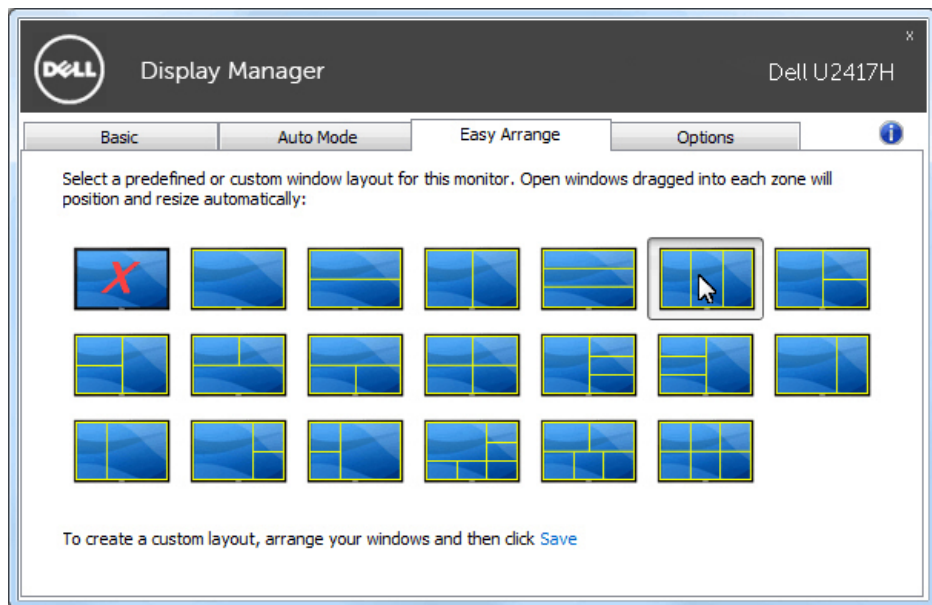 x
DELL
Display Manager
Dell U2417H
Basic
Auto Mode
Easy Arrange
Options
i
Select a predefined or custom window layout for this monitor. Open windows dragged into each zone will
position and resize automatically:
X
To create a custom layout, arrange your windows and then click Save